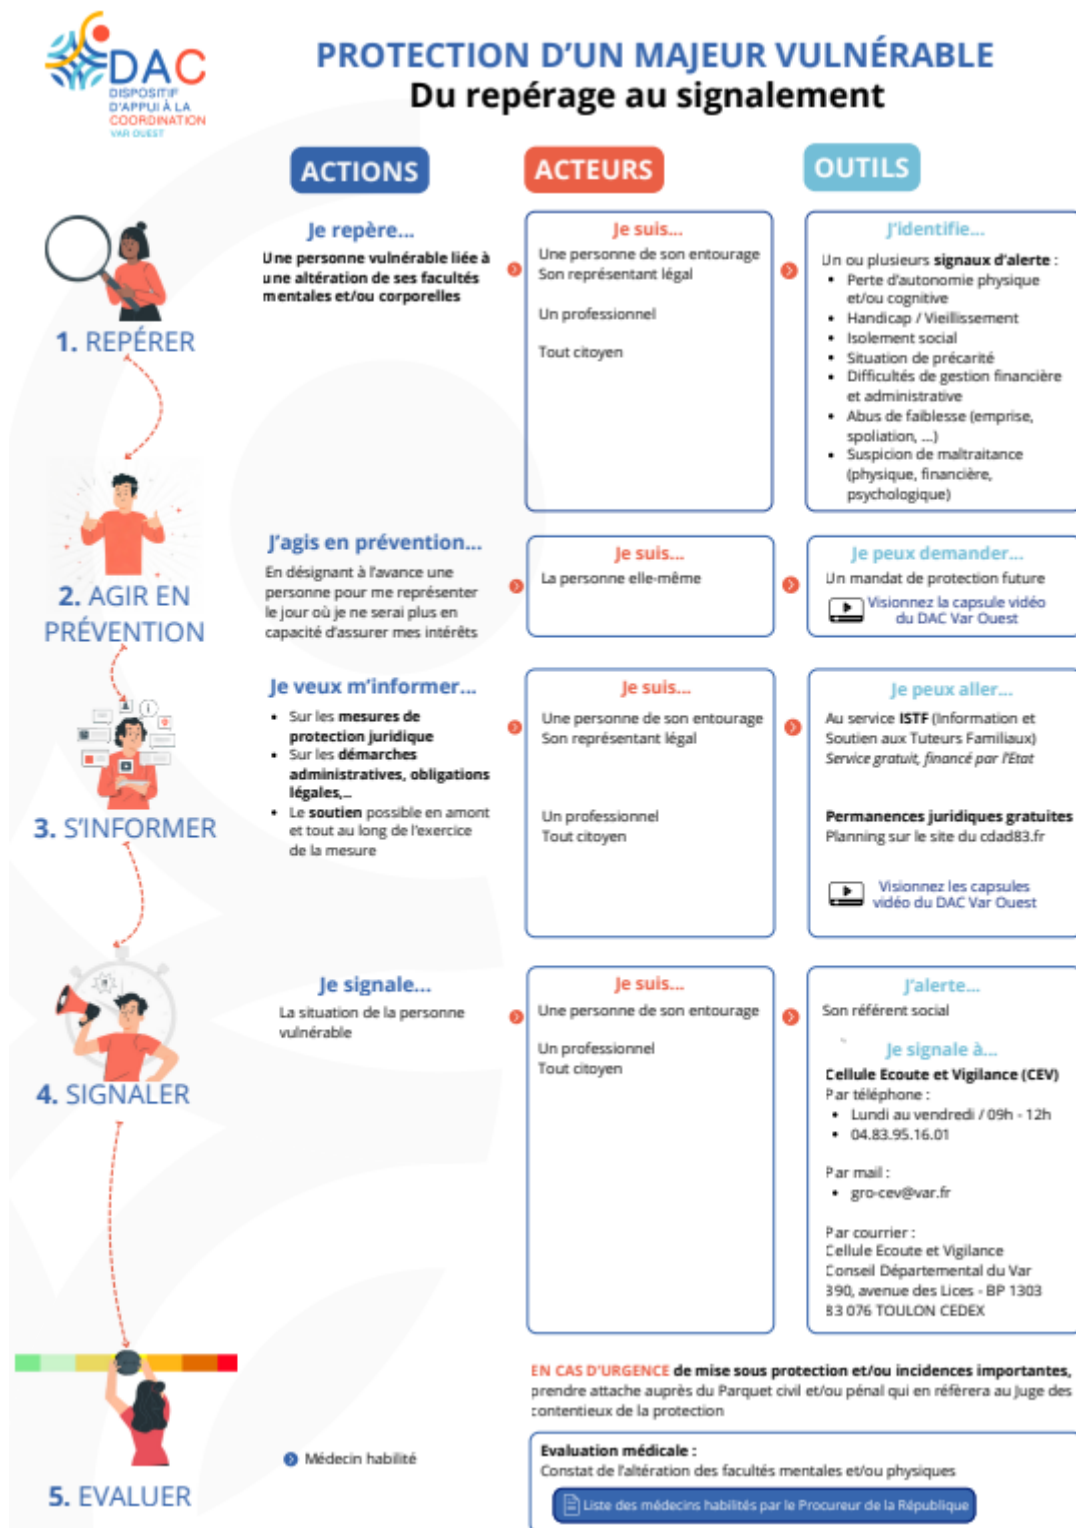 DAC
DISPOSITIF
D'APPUI À LA
COORDINATION
VAR OUEST
PROTECTION D'UN MAJEUR VULNÉRABLE
Du repérage au signalement
ACTIONS
ACTEURS
OUTILS
1. REPÉRER
Je repère...
Une personne vulnérable liée à
une altération de ses facultés
mentales et/ou corporelles
Je suis...
Une personne de son entourage
Son représentant légal
Un professionnel
Tout citoyen
J'identifie...
Un ou plusieurs signaux d'alerte :
• Perte d'autonomie physique
et/ou cognitive
• Handicap / Vieillissement
• Isolement social
• Situation de précarité
• Difficultés de gestion financière
et administrative
• Abus de faiblesse (emprise,
spoliation, ...)
• Suspicion de maltraitance
(physique, financière,
psychologique)
2. AGIR EN
PRÉVENTION
J'agis en prévention...
En désignant à l'avance une
personne pour me représenter
le jour où je ne serai plus en
capacité d'assurer mes intérêts
Je suis...
La personne elle-même
Je peux demander...
Un mandat de protection future
Visionnez la capsule vidéo
du DAC Var Ouest
3. S'INFORMER
Je veux m'informer...
• Sur les mesures de
protection juridique
• Sur les démarches
administratives, obligations
légales,...
• Le soutien possible en amont
et tout au long de l'exercice
de la mesure
Je suis...
Une personne de son entourage
Son représentant légal
Un professionnel
Tout citoyen
Je peux aller...
Au service ISTF (Information et
Soutien aux Tuteurs Familiaux)
Service gratuit, financé par l'Etat
Permanences juridiques gratuites
Planning sur le site du cdad83.fr
Visionnez les capsules
vidéo du DAC Var Ouest
4. SIGNALER
Je signale...
La situation de la personne
vulnérable
Je suis...
Une personne de son entourage
Un professionnel
Tout citoyen
J'alerte...
Son référent social
Je signale à...
Cellule Ecoute et Vigilance (CEV)
Par téléphone :
• Lundi au vendredi / 09h - 12h
• 04.83.95.16.01
Par mail :
• gro-cev@var.fr
Par courrier :
Cellule Ecoute et Vigilance
Conseil Départemental du Var
390, avenue des Lices - BP 1303
83 076 TOULON CEDEX
5. EVALUER
Médecin habilité
EN CAS D'URGENCE de mise sous protection et/ou incidences importantes,
prendre attache auprès du Parquet civil et/ou pénal qui en référera au Juge des
contentieux de la protection
Evaluation médicale :
Constat de l'altération des facultés mentales et/ou physiques
Liste des médecins habilités par le Procureur de la République